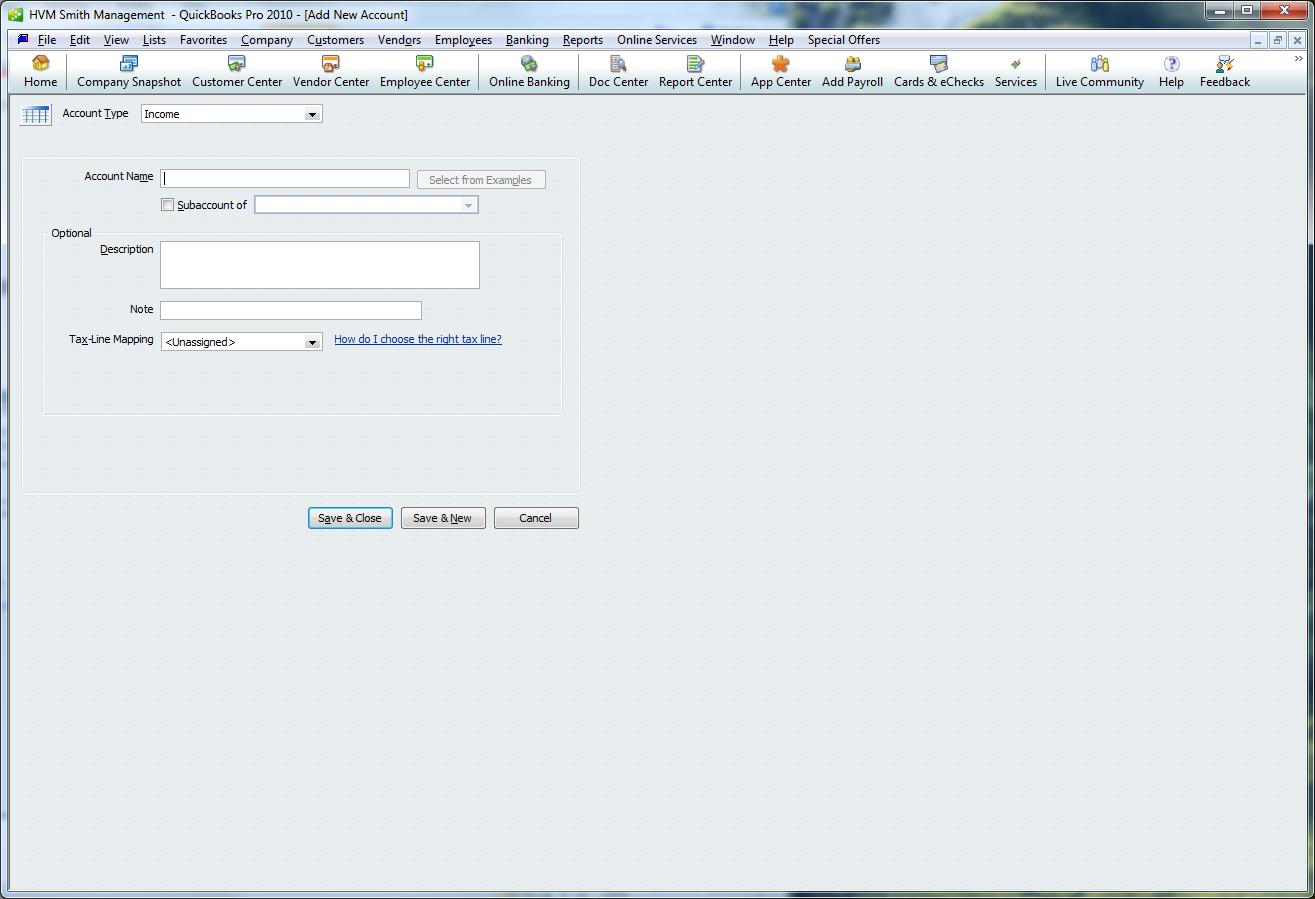 HVM Smith Management - QuickBooks Pro 2010 - [Add New Account]
File Edit View Lists Favorites Company Customers Vendors Employees Banking Reports Online Services Window Help Special Offers
Home Company Snapshot Customer Center Vendor Center Employee Center Online Banking Doc Center Report Center App Center Add Payroll Cards & eChecks Services Live Community Help Feedback
Account Type Income
Account Name Select from Examples
Subaccount of
Optional
Description
Note
Tax-Line Mapping <Unassigned> How do I choose the right tax line?
Save & Close Save & New Cancel